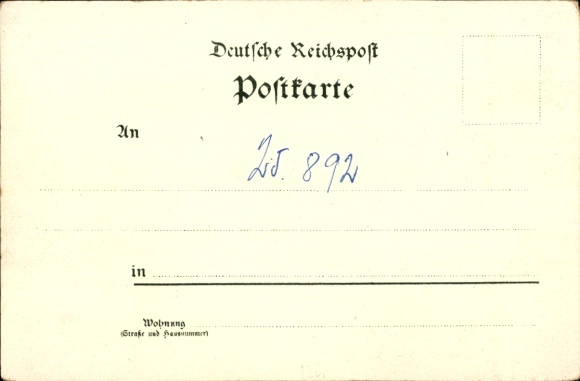 Deutsche Reichspost
Postkarte
An
892
in
Wohnung
(Straße und Hausnummer)